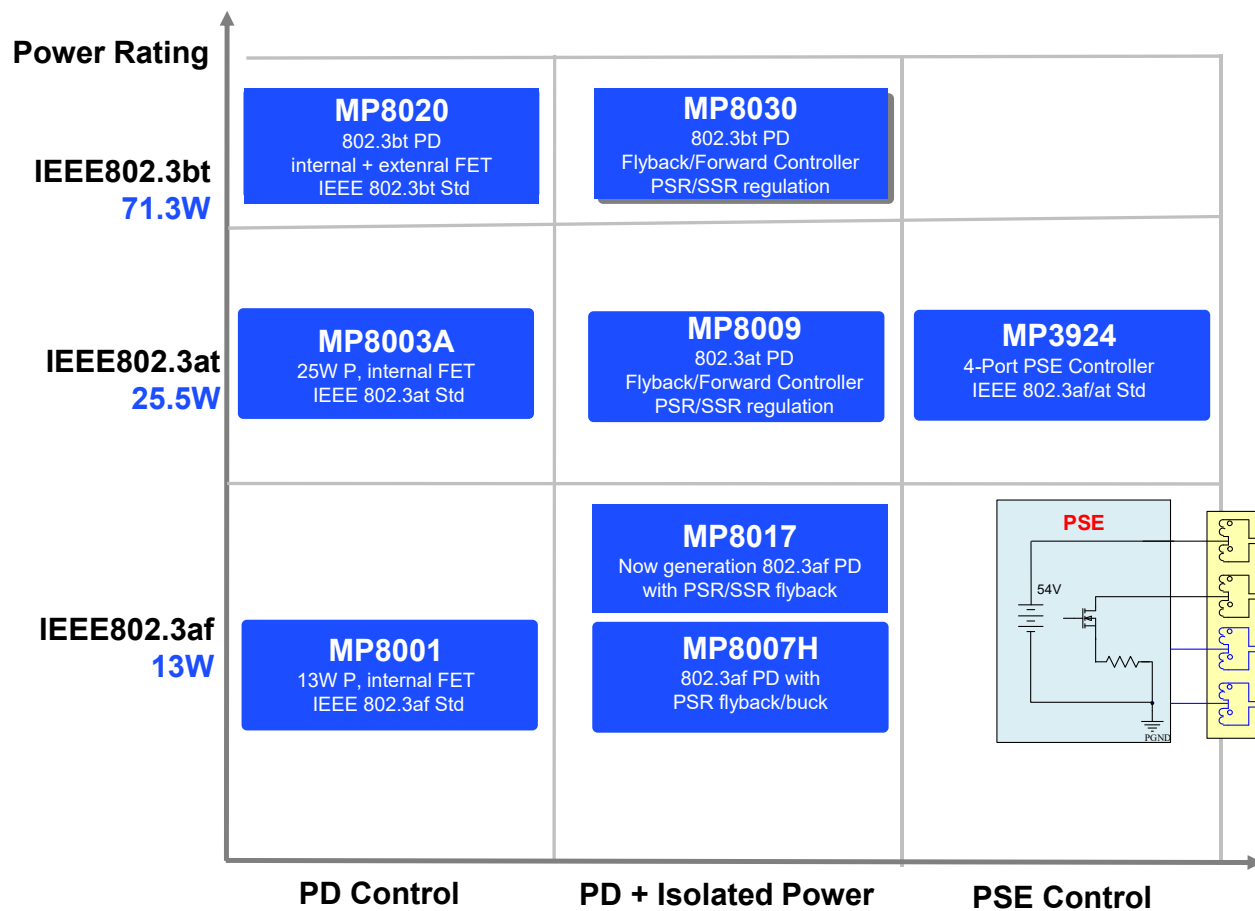 Power Rating
MP8020
802.3bt PD
internal + extenral FET
IEEE 802.3bt Std
MP8030
802.3bt PD
Flyback/Forward Controller
PSR/SSR regulation
IEEE802.3bt
71.3W
MP8003A
25W P, internal FET
IEEE 802.3at Std
MP8009
802.3at PD
Flyback/Forward Controller
PSR/SSR regulation
MP3924
4-Port PSE Controller
IEEE 802.3af/at Std
IEEE802.3at
25.5W
MP8017
Now generation 802.3af PD
with PSR/SSR flyback
PSE
54V
PGND
IEEE802.3af
13W
MP8001
13W P, internal FET
IEEE 802.3af Std
MP8007H
802.3af PD with
PSR flyback/buck
PD Control
PD + Isolated Power
PSE Control